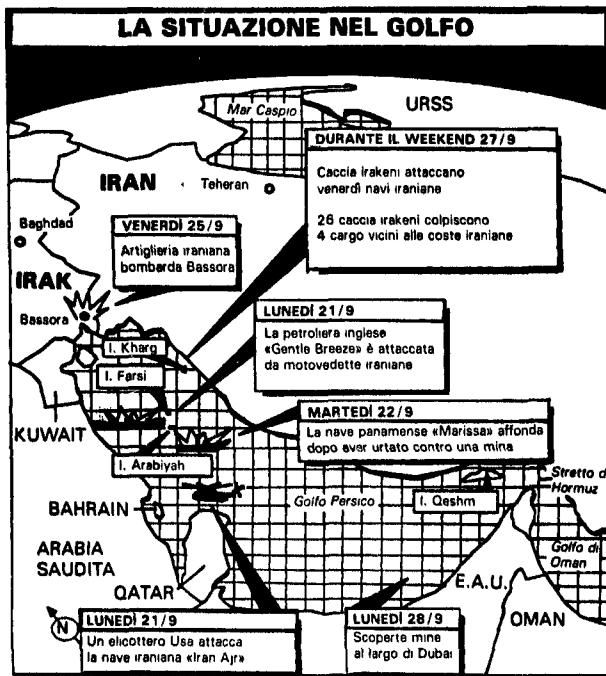 LA SITUAZIONE NEL GOLFO
Mar Caspio
URSS
DURANTE IL WEEKEND 27/9
Caccia irakeni attaccano
venerdì navi iraniane
26 caccia irakeni colpiscono
4 cargo vicini alle coste iraniane
IRAN
Teheran
Baghdad
VENERDÌ 25/9
Artiglieria iraniana
bombarda Bassora
IRAK
Bassora
LUNEDÌ 21/9
La petroliera inglese
«Gentle Breeze» è attaccata
da motovedette iraniane
I. Kharg
I. Farsi
MARTEDÌ 22/9
La nave panamense «Marissa» affonda
dopo aver urtato contro una mina
KUWAIT
I. Arabiyah
Stretto d
Hormuz
I. Qeshm
Golfo Persico
BAHRAIN
ARABIA
SAUDITA
Golfo di
Oman
QATAR
E.A.U.
OMAN
N
LUNEDÌ 21/9
Un elicottero Usa attacca
la nave iraniana «Iran Ajr»
LUNEDÌ 28/9
Scoperte mine
al largo di Dubai